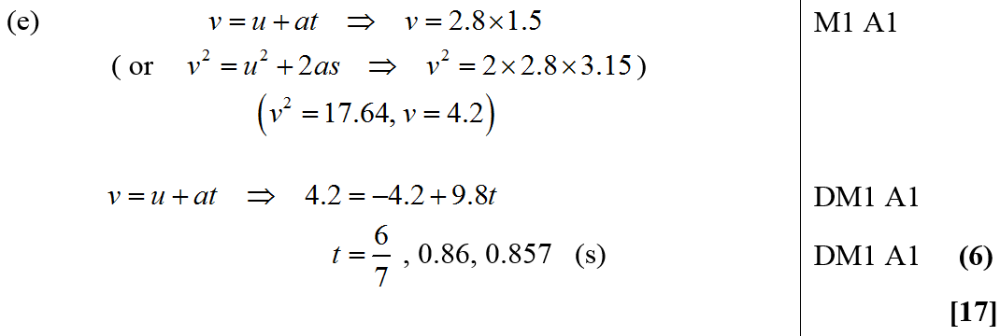 (e) v = u + at ⇒ v = 2.8×1.5 M1 A1
( or v² = u² + 2as ⇒ v² = 2×2.8×3.15 )
(v² = 17.64, v = 4.2)
v = u + at ⇒ 4.2 = −4.2 + 9.8t DM1 A1
t = 6/7 , 0.86, 0.857 (s) DM1 A1 (6)
[17]